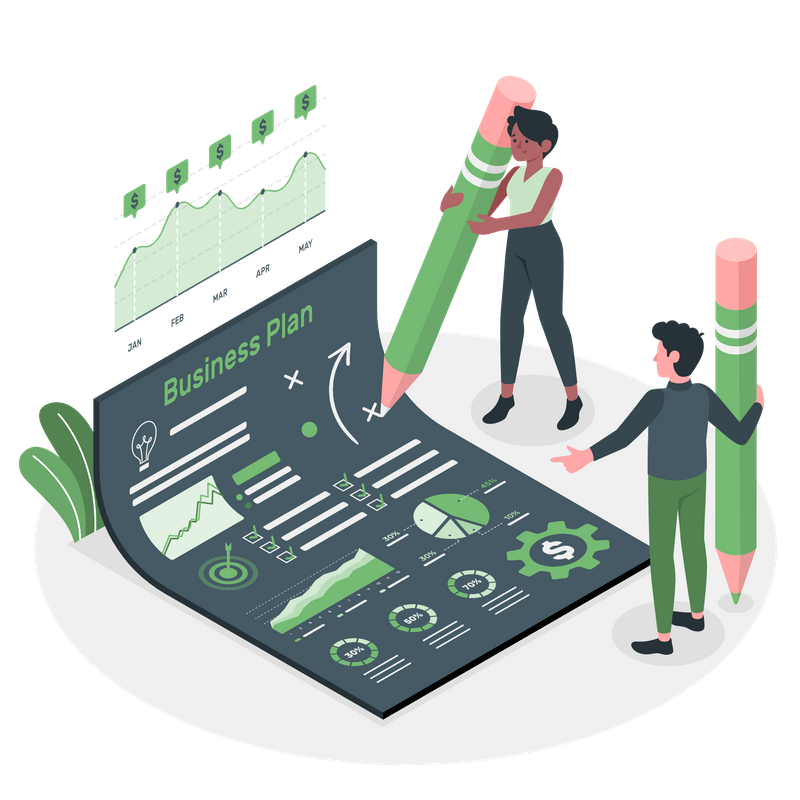 $ $ $ $ $
JAN FEB MAR APR MAY
Business Plan
45%
10%
30%
30%
$
70%
50%
30%